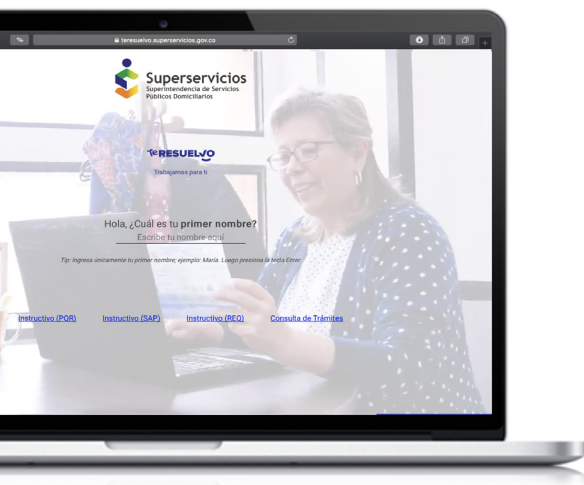 teresuelvo.superservicios.gov.co
Superservicios
Superintendencia de Servicios
Públicos Domiciliarios
Te RESUELVO
Trabajamos para ti
Hola, ¿Cuál es tu primer nombre?
Escribe tu nombre aquí
Tip: Ingresa únicamente tu primer nombre; ejemplo: María. Luego presiona la tecla Enter.
Instructivo (PQR) Instructivo (SAP) Instructivo (REQ) Consulta de Trámites